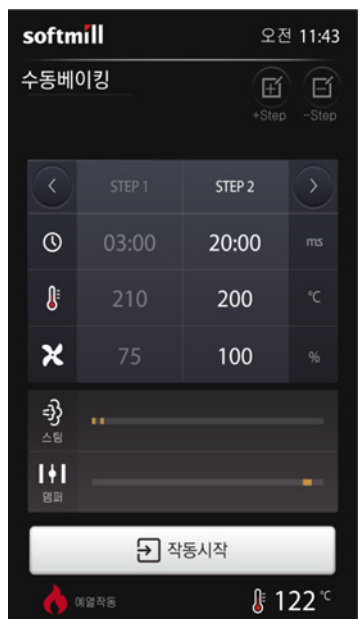 softmill
오전 11:43
수동베이킹
+Step
-Step
STEP 1
STEP 2
03:00
20:00
m:s
210
200
℃
75
100
%
스팀
댐퍼
작동시작
예열작동
122 ℃